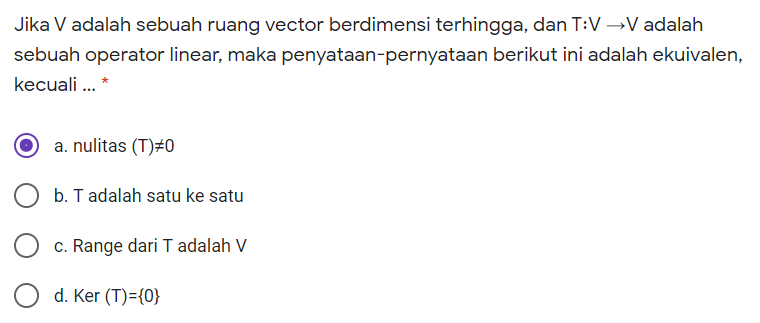 Jika V adalah sebuah ruang vector berdimensi terhingga, dan T:V →V adalah
sebuah operator linear, maka penyataan-pernyataan berikut ini adalah ekuivalen,
kecuali ... *
a. nulitas (T)≠0
b. T adalah satu ke satu
c. Range dari T adalah V
d. Ker (T)={0}